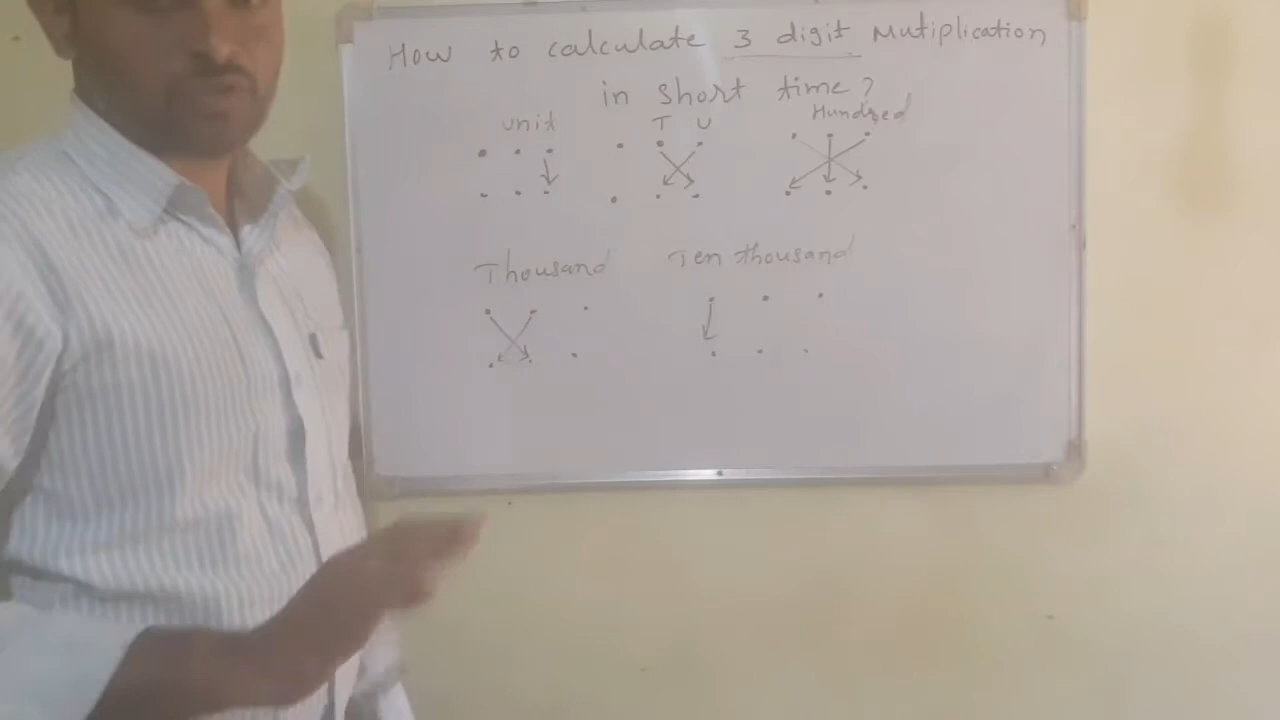 How to calculate 3 digit Mutiplication
in short time?
unit T U Hundred
Thousand Ten thousand